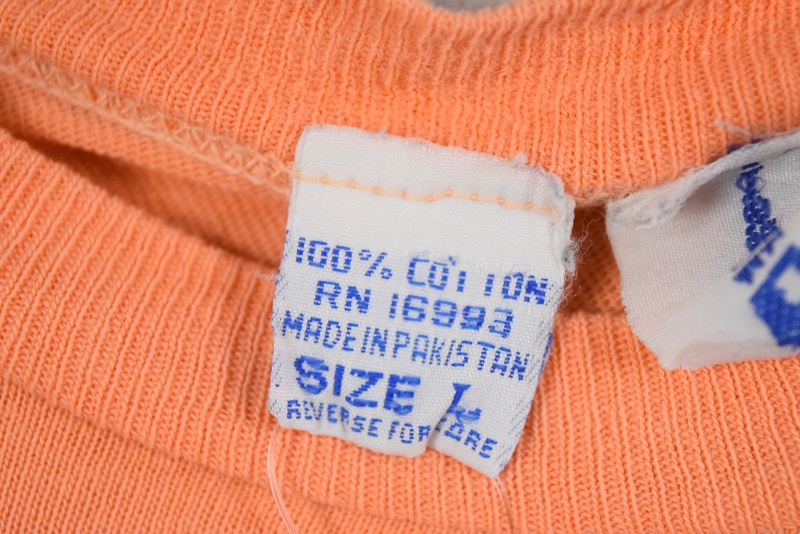 100% COTTON
RN 16993
MADE IN PAKISTAN
SIZE L
REVERSE FOR CARE